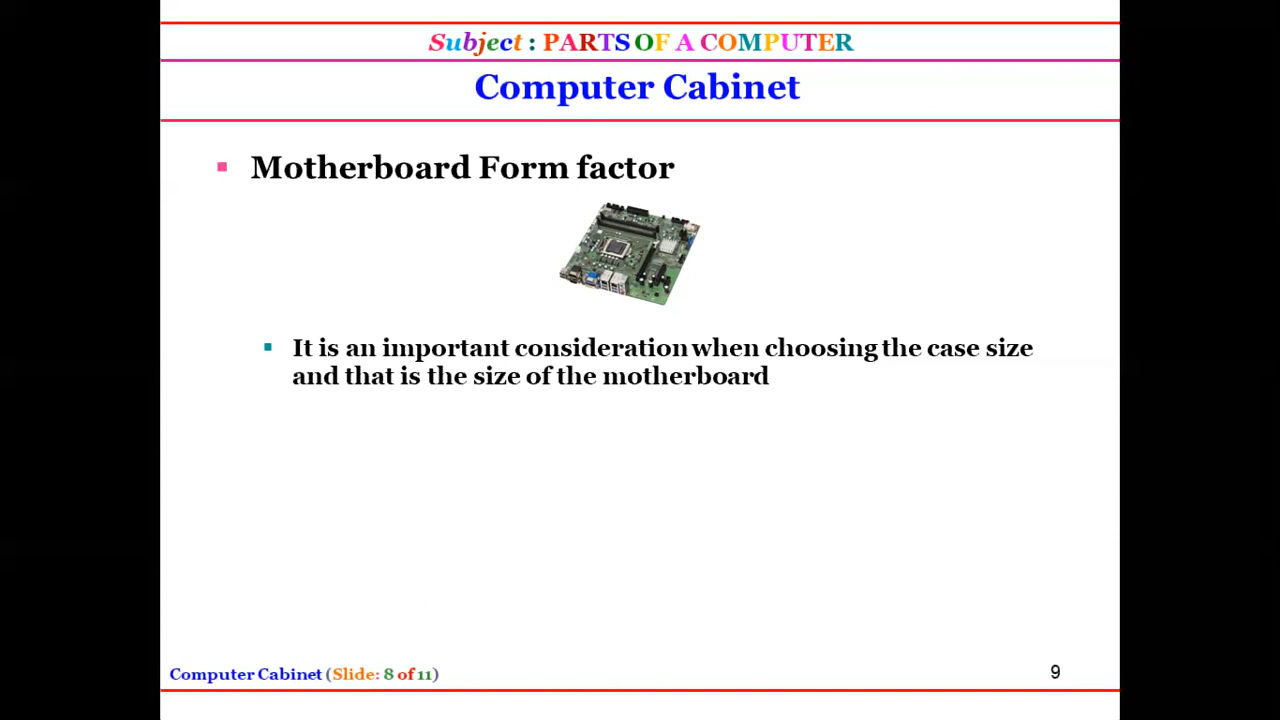 Subject : PARTS OF A COMPUTER
Computer Cabinet
Motherboard Form factor
It is an important consideration when choosing the case size
and that is the size of the motherboard
Computer Cabinet (Slide: 8 of 11)
9